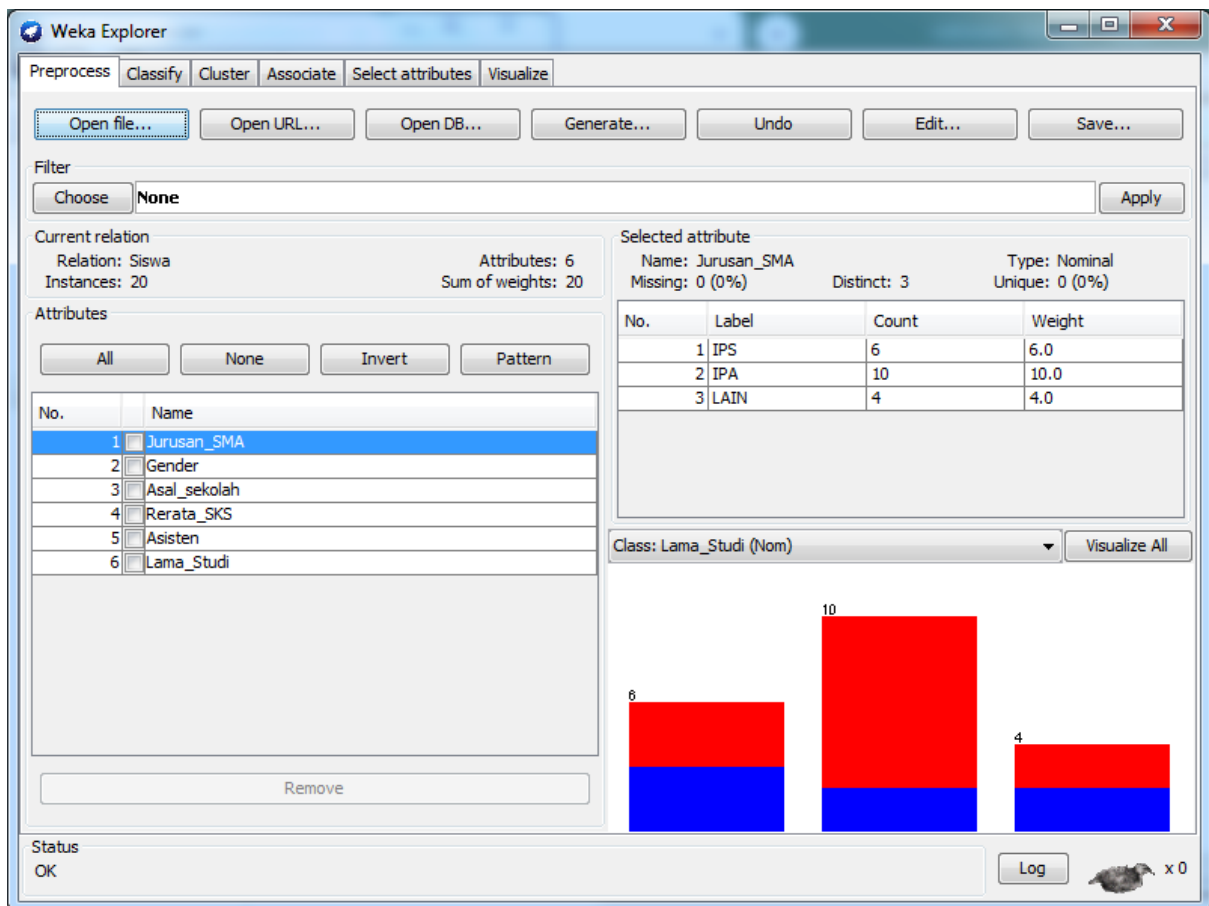 Weka Explorer
Preprocess Classify Cluster Associate Select attributes Visualize
Open file... Open URL... Open DB... Generate... Undo Edit... Save...
Filter
Choose None Apply
Current relation
Relation: Siswa Attributes: 6
Instances: 20 Sum of weights: 20
Attributes
All None Invert Pattern
No. Name
1 Jurusan_SMA
2 Gender
3 Asal_sekolah
4 Rerata_SKS
5 Asisten
6 Lama_Studi
Remove
Selected attribute
Name: Jurusan_SMA Type: Nominal
Missing: 0 (0%) Distinct: 3 Unique: 0 (0%)
No. Label Count Weight
1 IPS 6 6.0
2 IPA 10 10.0
3 LAIN 4 4.0
Class: Lama_Studi (Nom) Visualize All
6
10
4
Status
OK
Log x 0